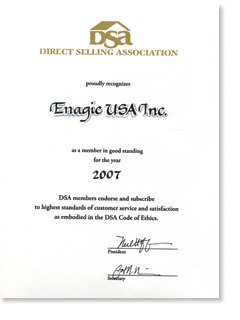 DSA
DIRECT SELLING ASSOCIATION
proudly recognizes
Enagic USA Inc.
as a member in good standing
for the year
2007
DSA members endorse and subscribe
to highest standards of customer service and satisfaction
as embodied in the DSA Code of Ethics.
President
Secretary